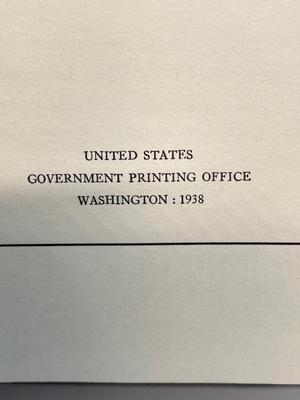 UNITED STATES
GOVERNMENT PRINTING OFFICE
WASHINGTON : 1938